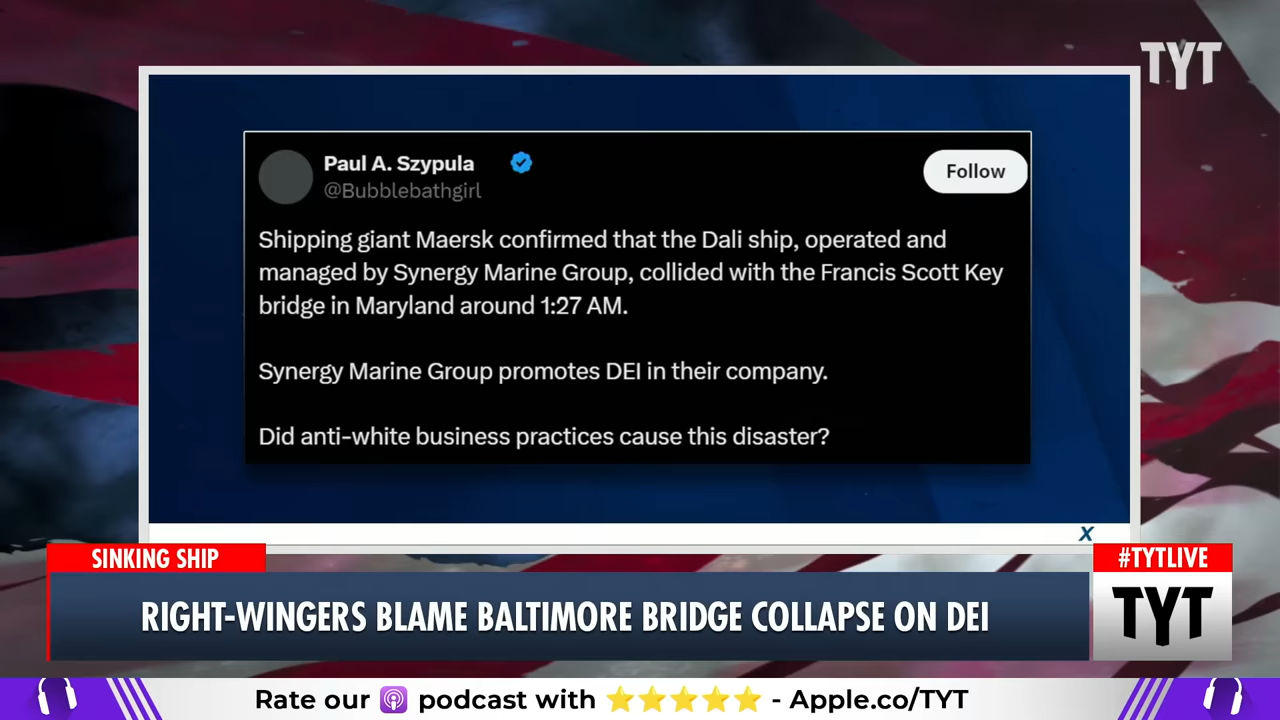 TYT
Paul A. Szypula
@Bubblebathgirl
Follow
Shipping giant Maersk confirmed that the Dali ship, operated and
managed by Synergy Marine Group, collided with the Francis Scott Key
bridge in Maryland around 1:27 AM.
Synergy Marine Group promotes DEI in their company.
Did anti-white business practices cause this disaster?
X
SINKING SHIP
#TYTLIVE
RIGHT-WINGERS BLAME BALTIMORE BRIDGE COLLAPSE ON DEI
TYT
Rate our podcast with ⭐⭐⭐⭐⭐ - Apple.co/TYT